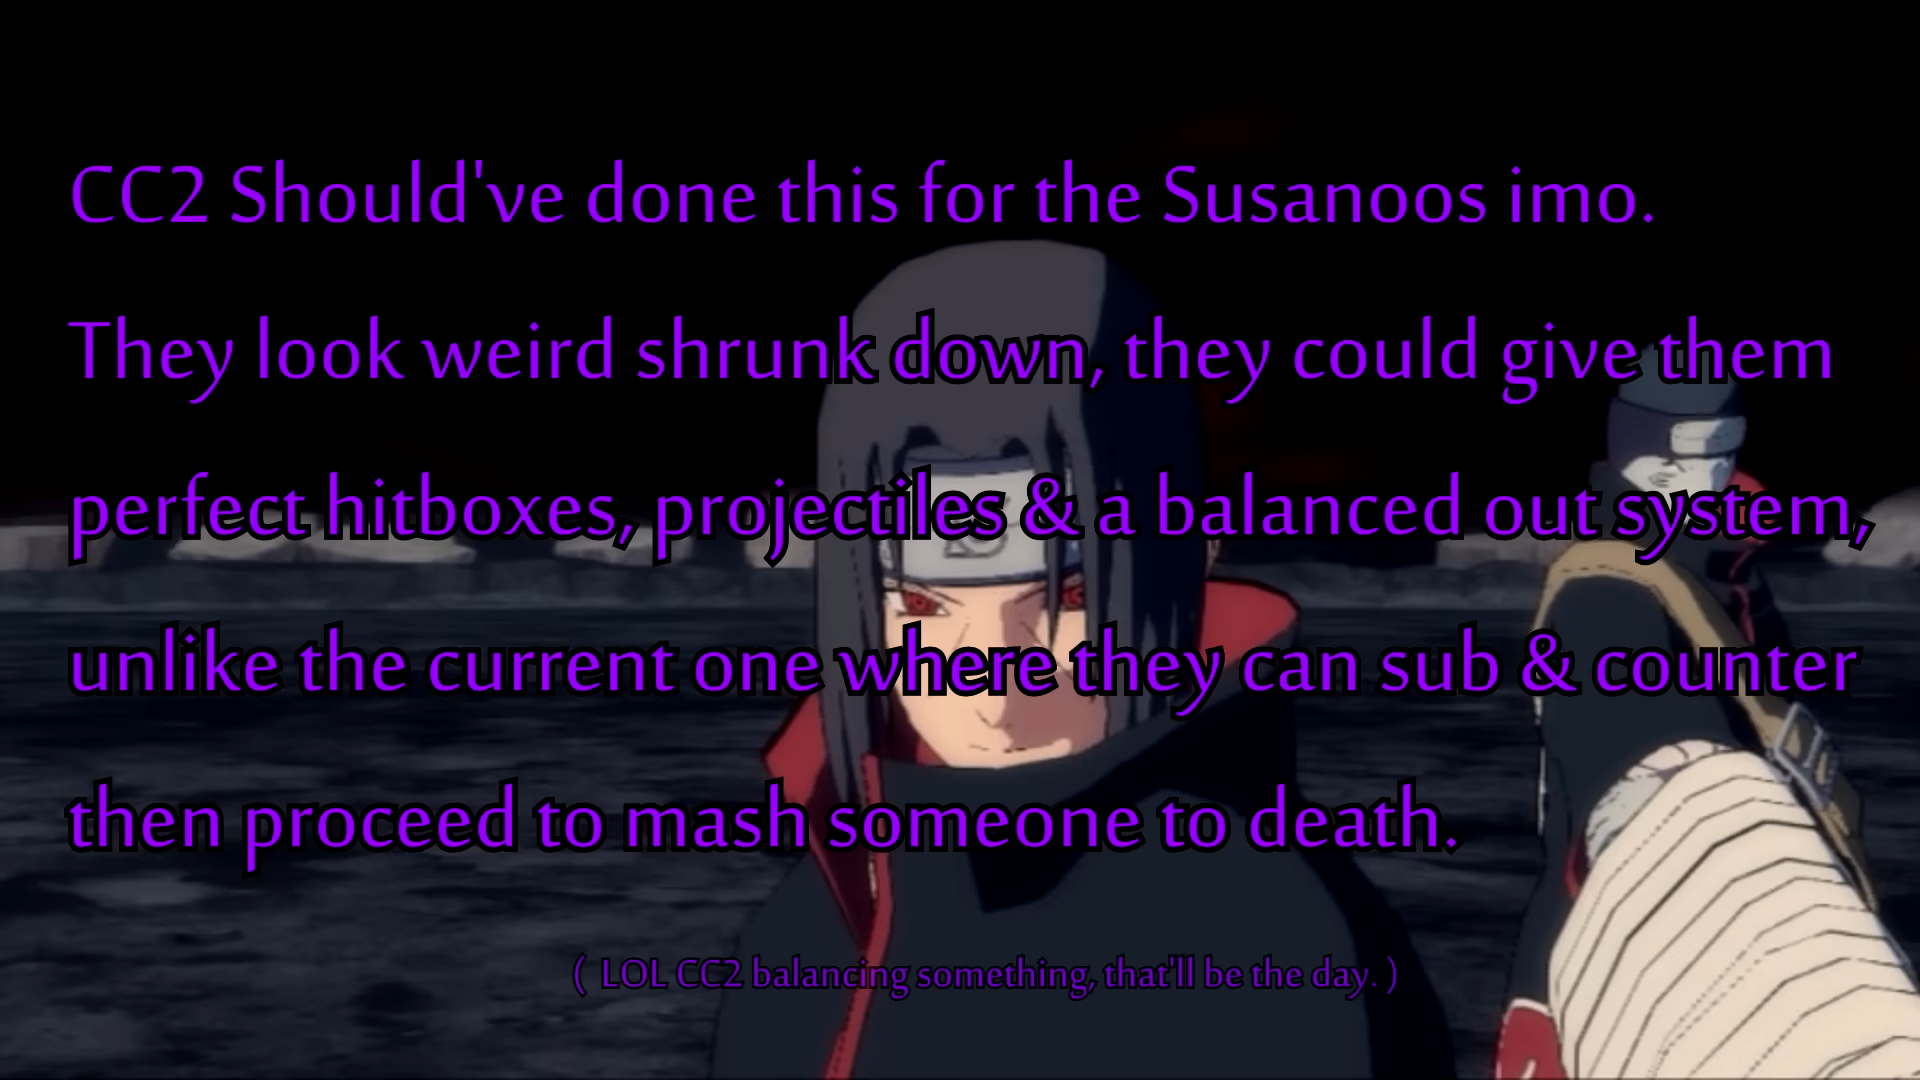 CC2 Should've done this for the Susanoos imo.
They look weird shrunk down, they could give them
perfect hitboxes, projectiles & a balanced out system,
unlike the current one where they can sub & counter
then proceed to mash someone to death.
( LOL CC2 balancing something, that'll be the day. )